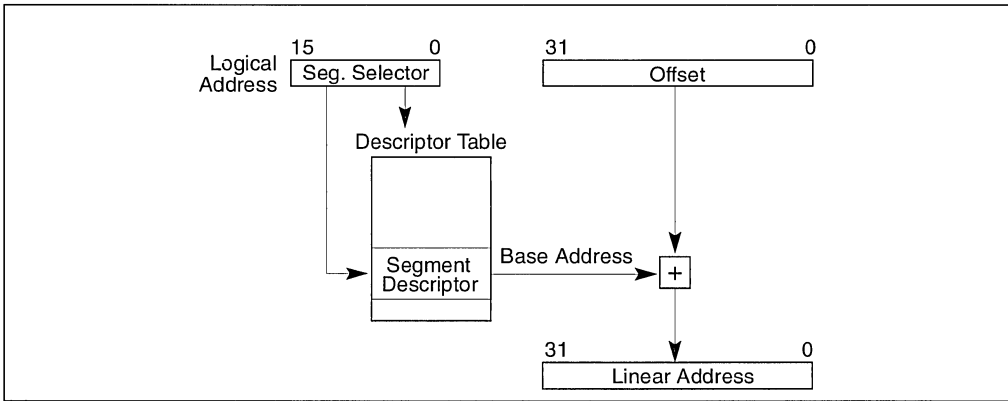 15 0
Logical
Address
Seg. Selector
31 0
Offset
Descriptor Table
Segment
Descriptor
Base Address
+
31 0
Linear Address